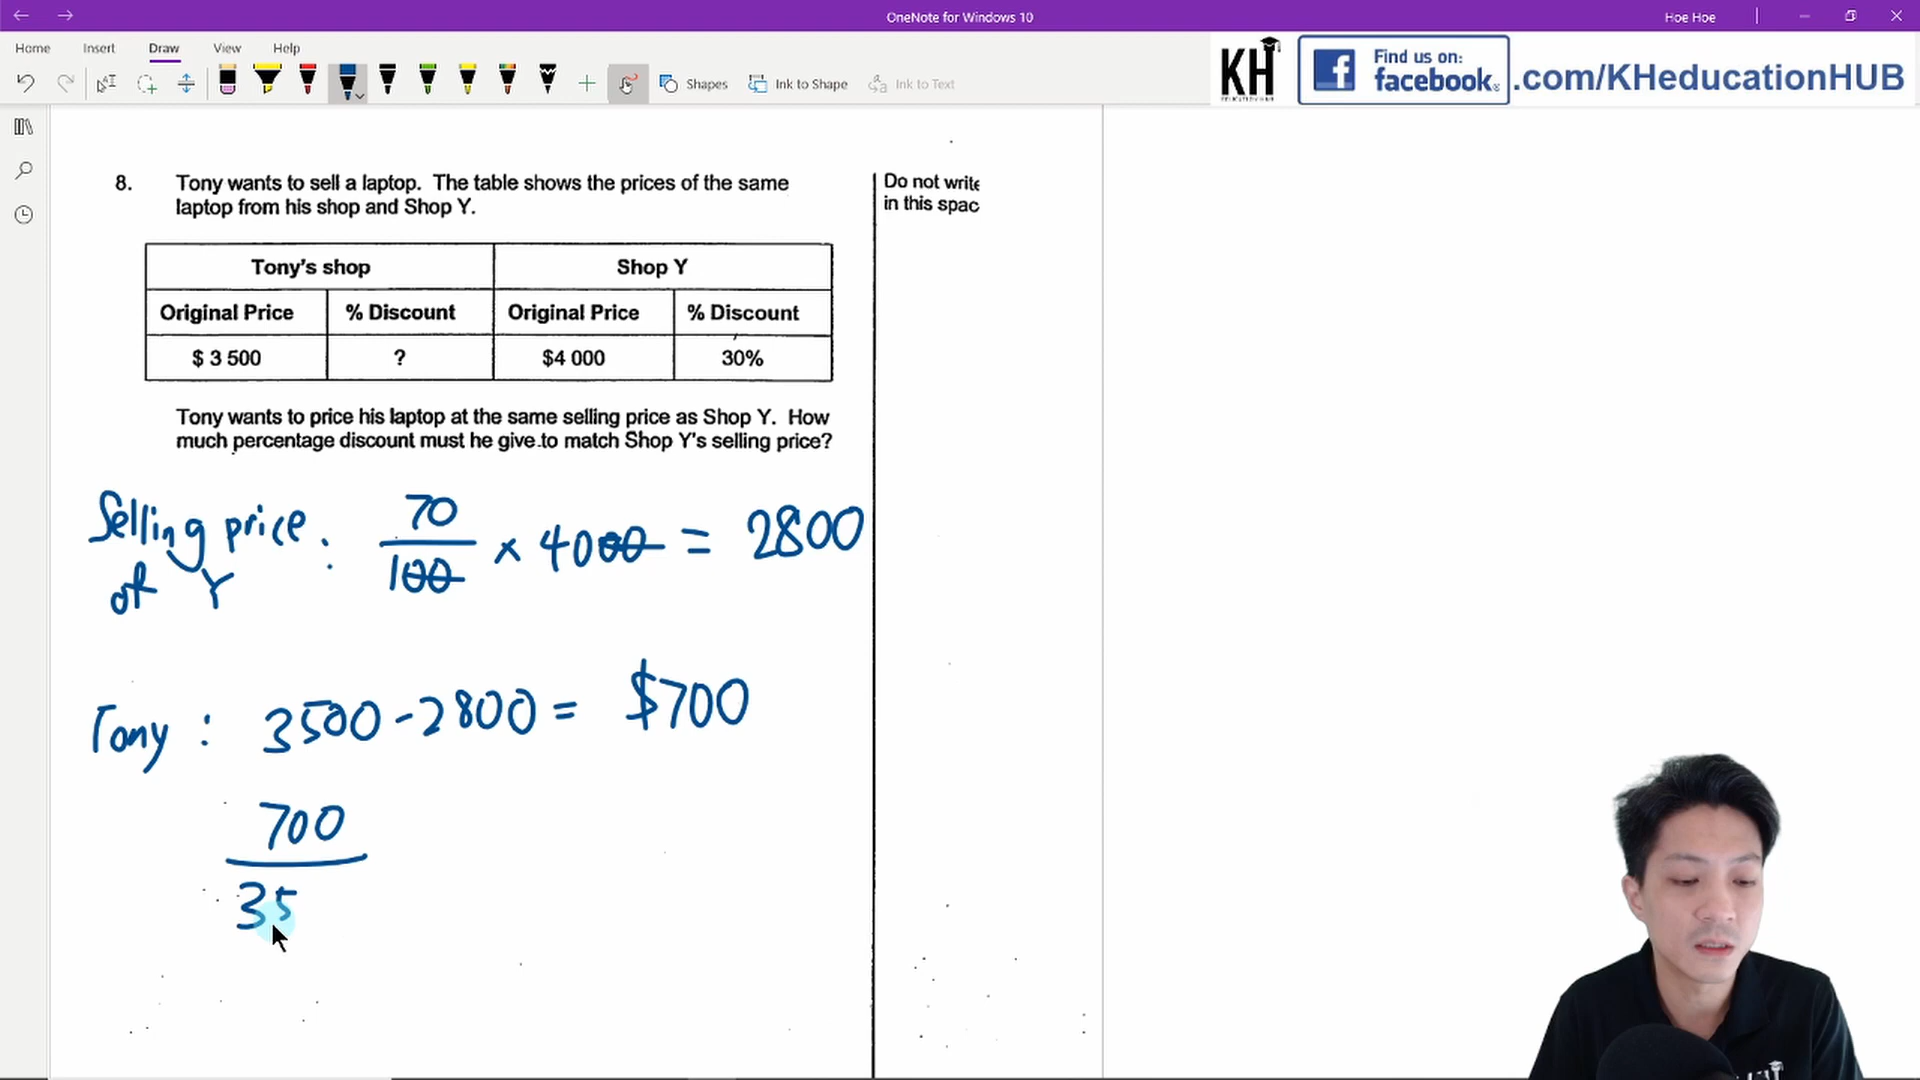 OneNote for Windows 10
Hoe Hoe
Home Insert Draw View Help
Shapes Ink to Shape Ink to Text
KH
Find us on:
facebook.
.com/KHeducationHUB
8. Tony wants to sell a laptop. The table shows the prices of the same
laptop from his shop and Shop Y.
Do not write
in this spac
Tony's shop Shop Y
Original Price % Discount Original Price % Discount
$ 3 500 ? $4 000 30%
Tony wants to price his laptop at the same selling price as Shop Y. How
much percentage discount must he give to match Shop Y's selling price?
Selling price of Y : 70/100 × 4000 = 2800
Tony : 3500 - 2800 = $700
700
35